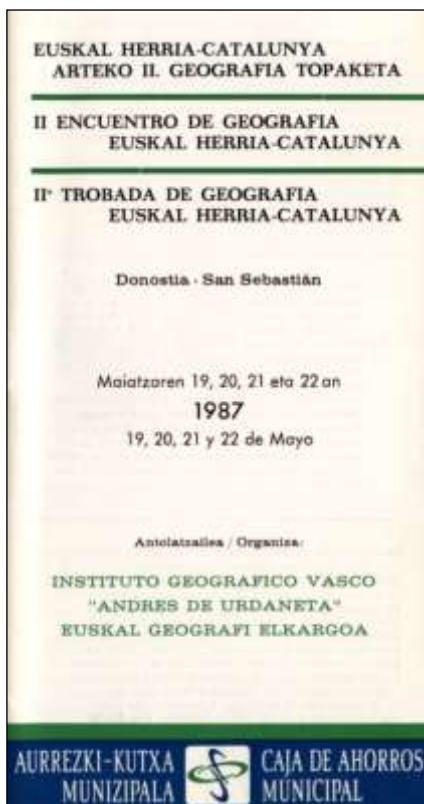 EUSKAL HERRIA-CATALUNYA
ARTEKO II. GEOGRAFIA TOPAKETA
II ENCUENTRO DE GEOGRAFIA
EUSKAL HERRIA-CATALUNYA
IIª TROBADA DE GEOGRAFIA
EUSKAL HERRIA-CATALUNYA
Donostia - San Sebastián
Maiatzaren 19, 20, 21 eta 22 an
1987
19, 20, 21 y 22 de Mayo
Antolatzailea / Organiza:
INSTITUTO GEOGRAFICO VASCO
"ANDRES DE URDANETA"
EUSKAL GEOGRAFI ELKARGOA
AURREZKI-KUTXA
MUNIZIPALA
CAJA DE AHORROS
MUNICIPAL